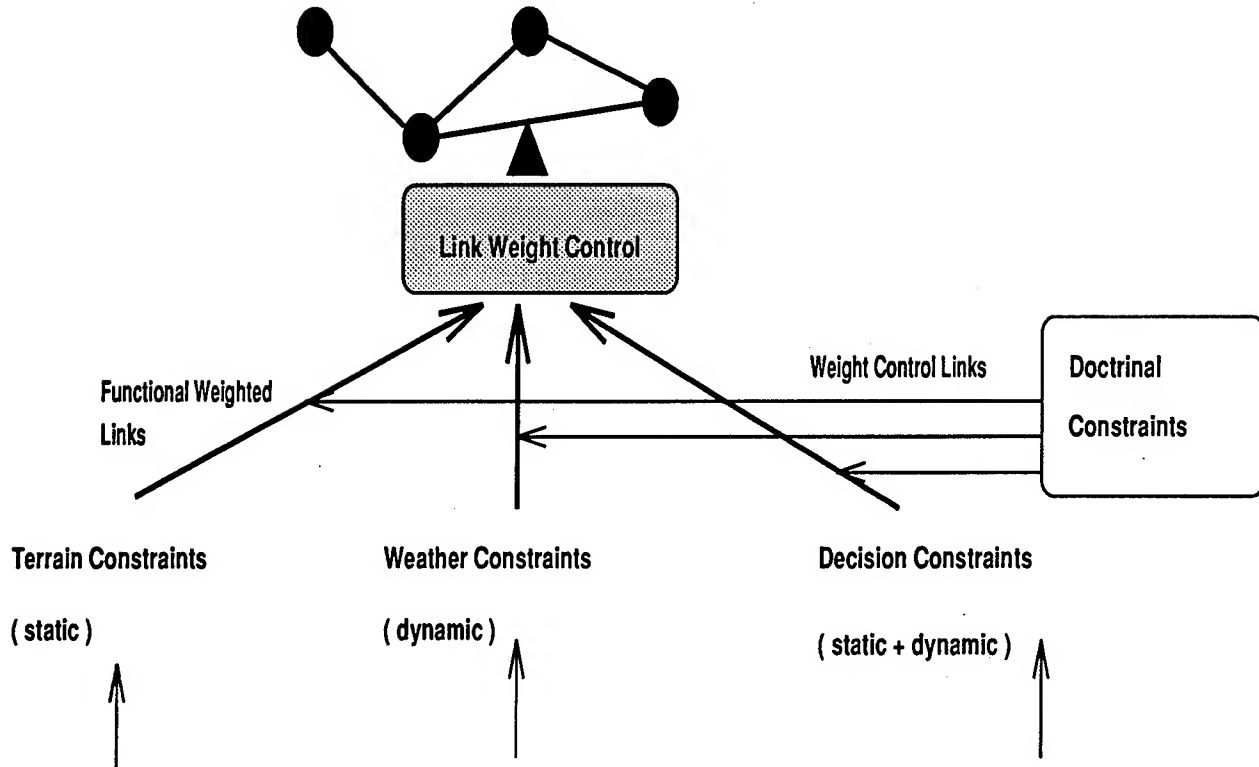 Link Weight Control
Weight Control Links
Doctrinal
Constraints
Functional Weighted
Links
Terrain Constraints
( static )
Weather Constraints
( dynamic )
Decision Constraints
( static + dynamic )